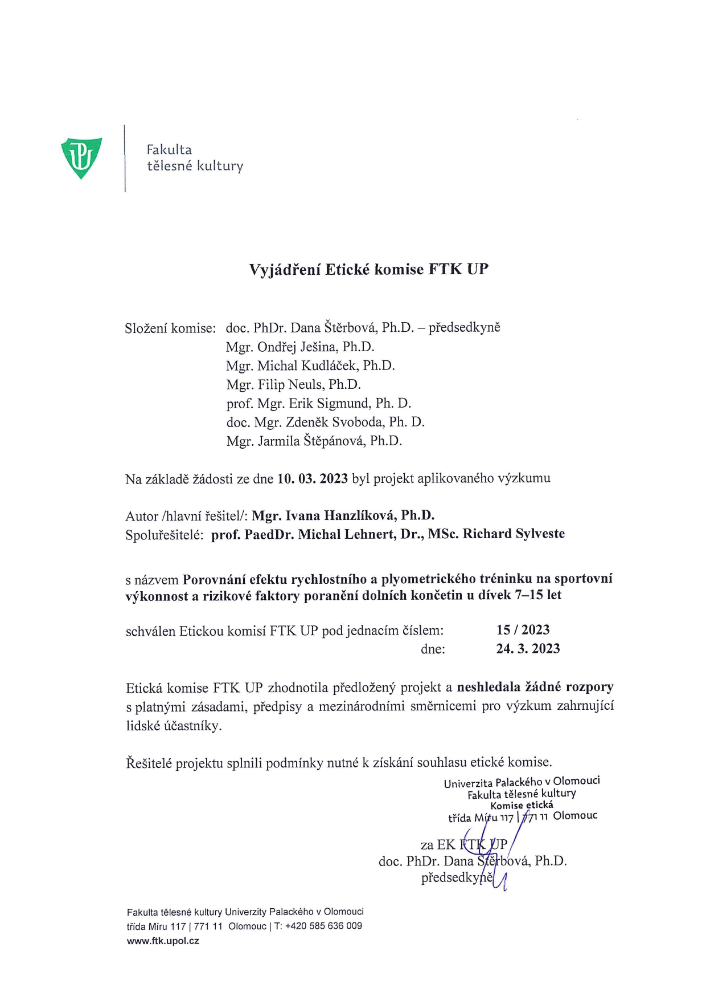 Fakulta
tělesné kultury
Vyjádření Etické komise FTK UP
Složení komise: doc. PhDr. Dana Štěrbová, Ph.D. – předsedkyně
Mgr. Ondřej Ješina, Ph.D.
Mgr. Michal Kudláček, Ph.D.
Mgr. Filip Neuls, Ph.D.
prof. Mgr. Erik Sigmund, Ph. D.
doc. Mgr. Zdeněk Svoboda, Ph. D.
Mgr. Jarmila Štěpánová, Ph.D.
Na základě žádosti ze dne 10. 03. 2023 byl projekt aplikovaného výzkumu
Autor /hlavní řešitel/: Mgr. Ivana Hanzlíková, Ph.D.
Spoluřešitelé: prof. PaedDr. Michal Lehnert, Dr., MSc. Richard Sylveste
s názvem Porovnání efektu rychlostního a plyometrického tréninku na sportovní
výkonnost a rizikové faktory poranění dolních končetin u dívek 7–15 let
schválen Etickou komisí FTK UP pod jednacím číslem: 15 / 2023
dne: 24. 3. 2023
Etická komise FTK UP zhodnotila předložený projekt a neshledala žádné rozpory
s platnými zásadami, předpisy a mezinárodními směrnicemi pro výzkum zahrnující
lidské účastníky.
Řešitelé projektu splnili podmínky nutné k získání souhlasu etické komise.
Univerzita Palackého v Olomouci
Fakulta tělesné kultury
Komise etická
třída Míru 117 | 771 11 Olomouc
za EK FTK UP
doc. PhDr. Dana Štěrbová, Ph.D.
předsedkyně
Fakulta tělesné kultury Univerzity Palackého v Olomouci
třída Míru 117 | 771 11 Olomouc | T: +420 585 636 009
www.ftk.upol.cz